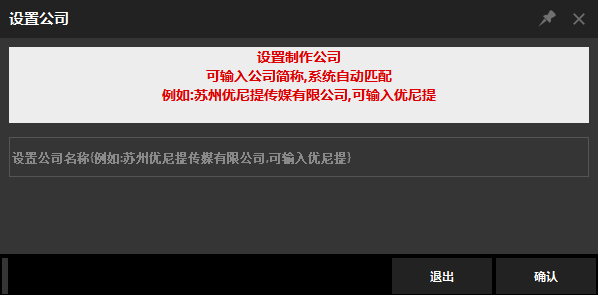 设置公司
设置制作公司
可输入公司简称,系统自动匹配
例如:苏州优尼提传媒有限公司,可输入优尼提
设置公司名称{例如:苏州优尼提传媒有限公司,可输入优尼提}
退出
确认